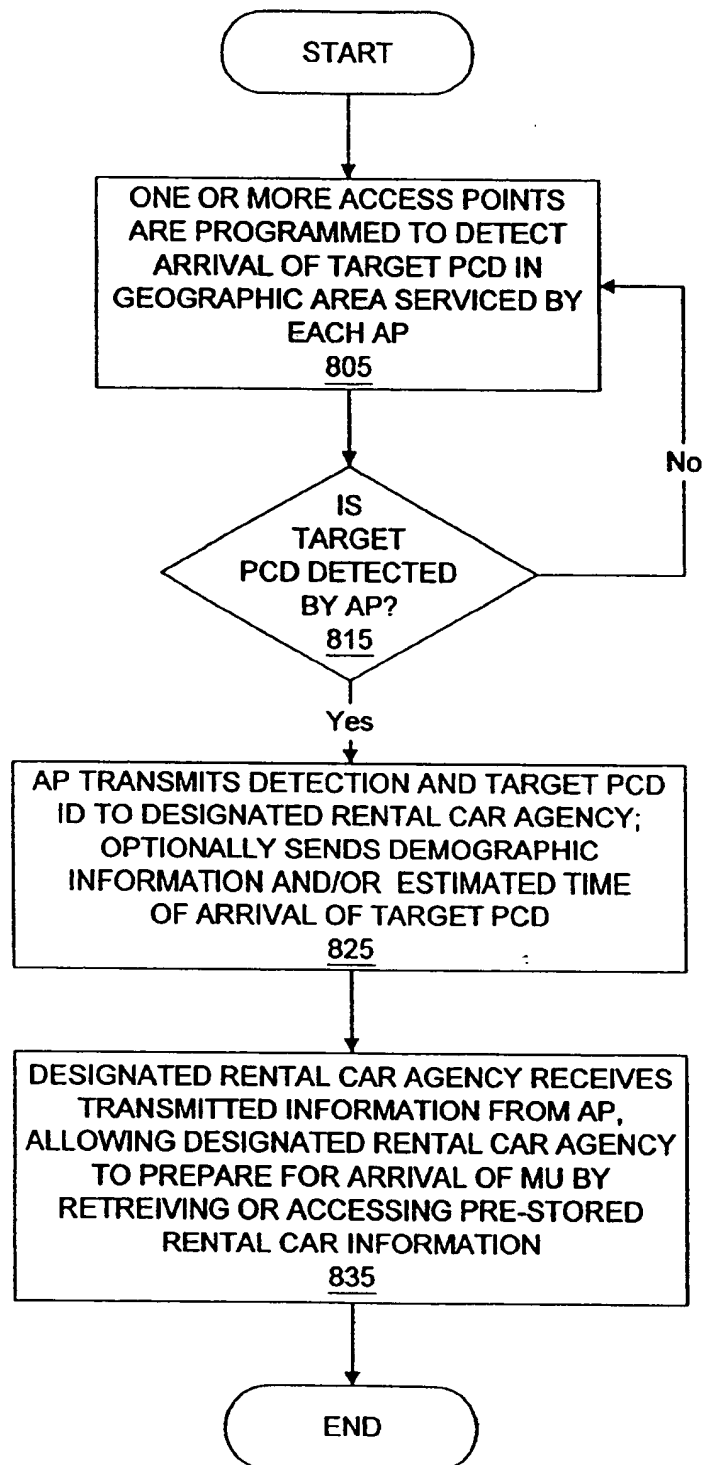 START
ONE OR MORE ACCESS POINTS
ARE PROGRAMMED TO DETECT
ARRIVAL OF TARGET PCD IN
GEOGRAPHIC AREA SERVICED BY
EACH AP
805
No
IS
TARGET
PCD DETECTED
BY AP?
815
Yes
AP TRANSMITS DETECTION AND TARGET PCD
ID TO DESIGNATED RENTAL CAR AGENCY;
OPTIONALLY SENDS DEMOGRAPHIC
INFORMATION AND/OR ESTIMATED TIME
OF ARRIVAL OF TARGET PCD
825
DESIGNATED RENTAL CAR AGENCY RECEIVES
TRANSMITTED INFORMATION FROM AP,
ALLOWING DESIGNATED RENTAL CAR AGENCY
TO PREPARE FOR ARRIVAL OF MU BY
RETREIVING OR ACCESSING PRE-STORED
RENTAL CAR INFORMATION
835
END